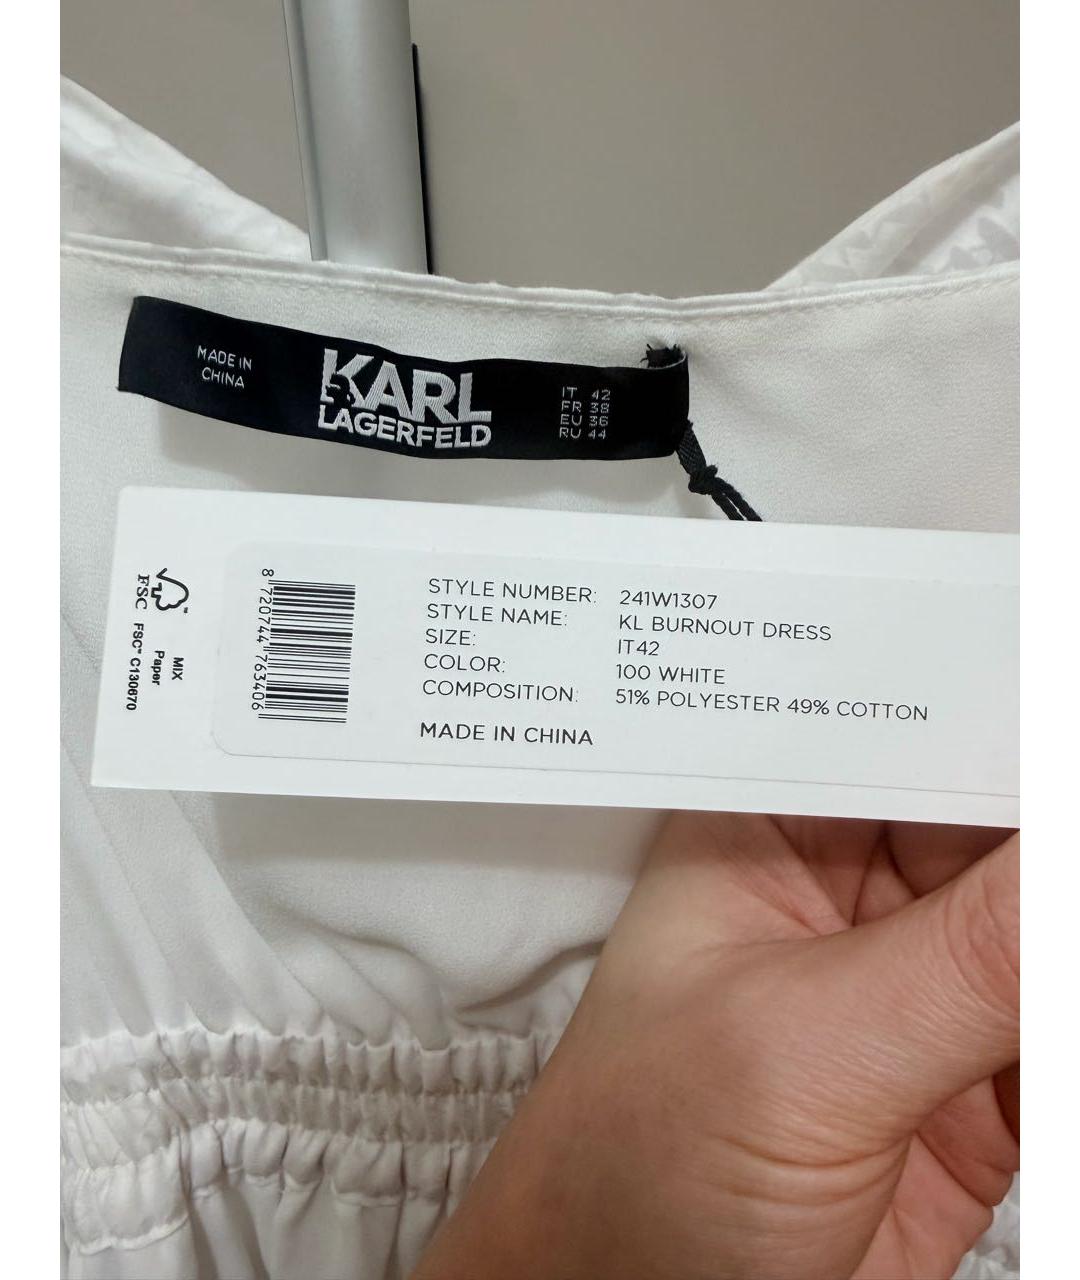 MADE IN
CHINA
KARL
LAGERFELD
IT 42
FR 38
EU 36
RU 44
FSC
MIX
Paper
FSC™ C130670
8 720744 763406
STYLE NUMBER: 241W1307
STYLE NAME: KL BURNOUT DRESS
SIZE: IT42
COLOR: 100 WHITE
COMPOSITION: 51% POLYESTER 49% COTTON
MADE IN CHINA